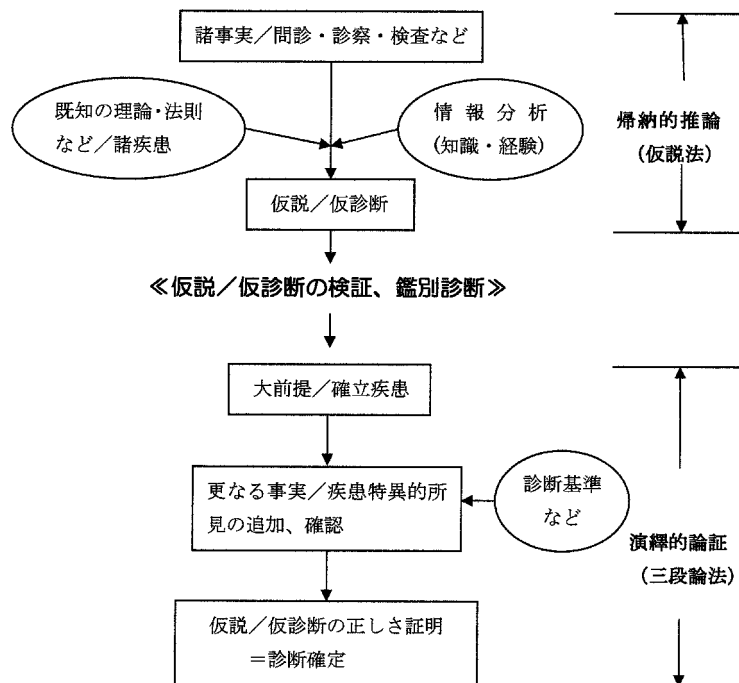 諸事実／問診・診察・検査など
既知の理論・法則
など／諸疾患
情報分析
(知識・経験)
帰納的推論
(仮説法)
仮説／仮診断
≪仮説／仮診断の検証、鑑別診断≫
大前提／確立疾患
更なる事実／疾患特異的所
見の追加、確認
診断基準
など
演繹的論証
(三段論法)
仮説／仮診断の正しさ証明
＝診断確定